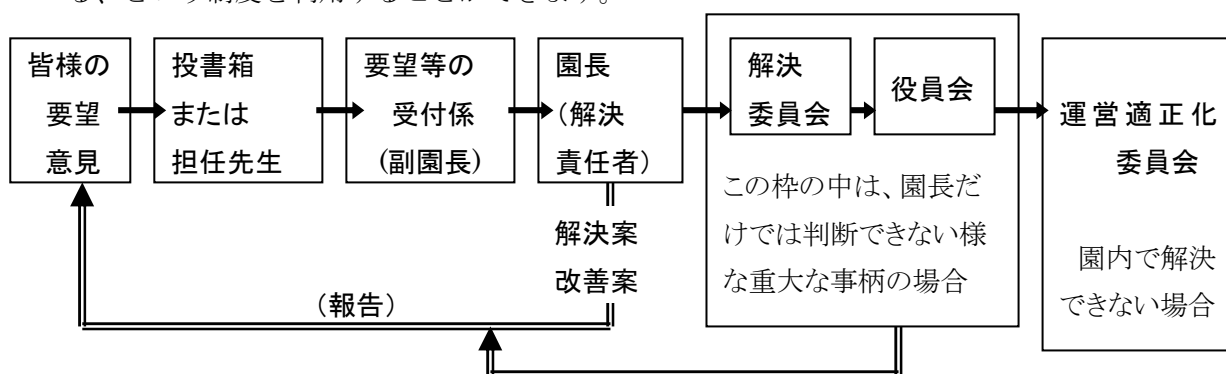 る、という制度を利用することができます。
皆様の
要望
意見
投書箱
または
担任先生
要望等の
受付係
(副園長)
園長
(解決
責任者)
解決案
改善案
(報告)
解決
委員会
役員会
この枠の中は、園長だ
けでは判断できない様
な重大な事柄の場合
運営適正化
委員会
園内で解決
できない場合